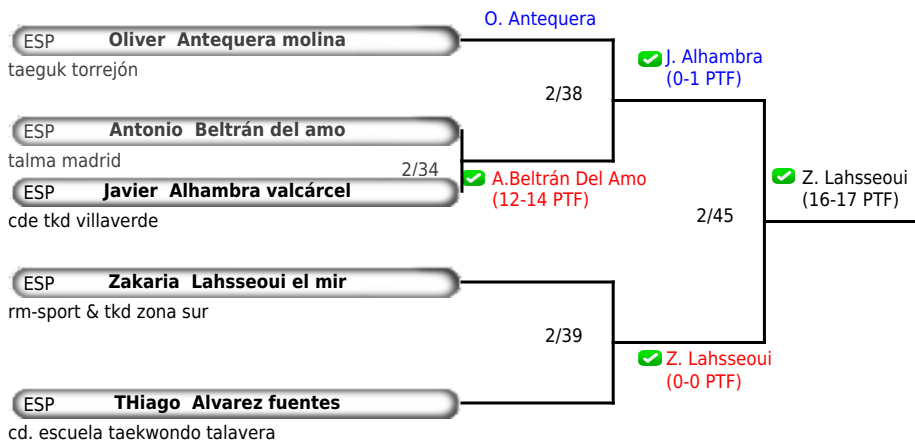 O. Antequera
ESP Oliver Antequera molina
taeguk torrejón
J. Alhambra
(0-1 PTF)
2/38
ESP Antonio Beltrán del amo
talma madrid
2/34
A.Beltrán Del Amo
(12-14 PTF)
Z. Lahsseoui
(16-17 PTF)
ESP Javier Alhambra valcárcel
cde tkd villaverde
2/45
ESP Zakaria Lahsseoui el mir
rm-sport & tkd zona sur
2/39
Z. Lahsseoui
(0-0 PTF)
ESP THiago Alvarez fuentes
cd. escuela taekwondo talavera